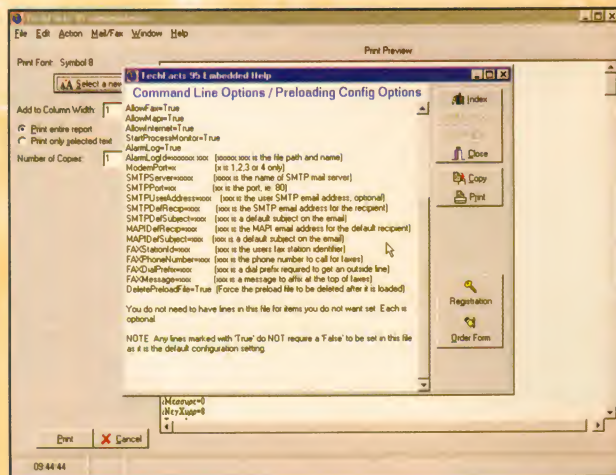 File Edit Action Mail/Fax Window Help
Print Preview
Print Font: Symbol 8
Select a new
Add to Column Width: 1
Print entire report
Print only selected text
Number of Copies: 1
TechFacts 95 Embedded Help
Command Line Options / Preloading Config Options
AllowFax=True
AllowMapi=True
AllowInternet=True
StartProcessMonitor=True
AlarmLog=True
AlarmLogId=xxxxxx.xxx (xxxxx.xxx is the file path and name)
ModemPort=x (x is 1,2,3 or 4 only)
SMTPServer=xxxx (xxxx is the name of SMTP mail server)
SMTPPort=xx (xx is the port, ie: 80)
SMTPUserAddress=xxx (xxx is the user SMTP email address, optional)
SMTPDefRecip=xxx (xxx is the SMTP email address for the recipient)
SMTPDefSubject=xxx (xxx is a default subject on the email)
MAPIDefRecip=xxx (xxx is the MAPI email address for the default recipient)
MAPIDefSubject=xxx (xxx is a default subject on the email)
FAXStationId=xxx (xxx is the users fax station identifier)
FAXPhoneNumber=xxx (xxx is the phone number to call for faxes)
FAXDialPrefix=xxx (xxx is a dial prefix required to get an outside line)
FAXMessage=xxx (xxx is a message to affix at the top of faxes)
DeletePreloadFile=True (Force the preload file to be deleted after it is loaded)
You do not need to have lines in this file for items you do not want set. Each is
optional.
NOTE: Any lines marked with 'True' do NOT require a 'False' to be set in this file
as it is the default configuration setting.
Index
Close
Copy
Print
Registration
Order Form
Print
Cancel
09:44:44